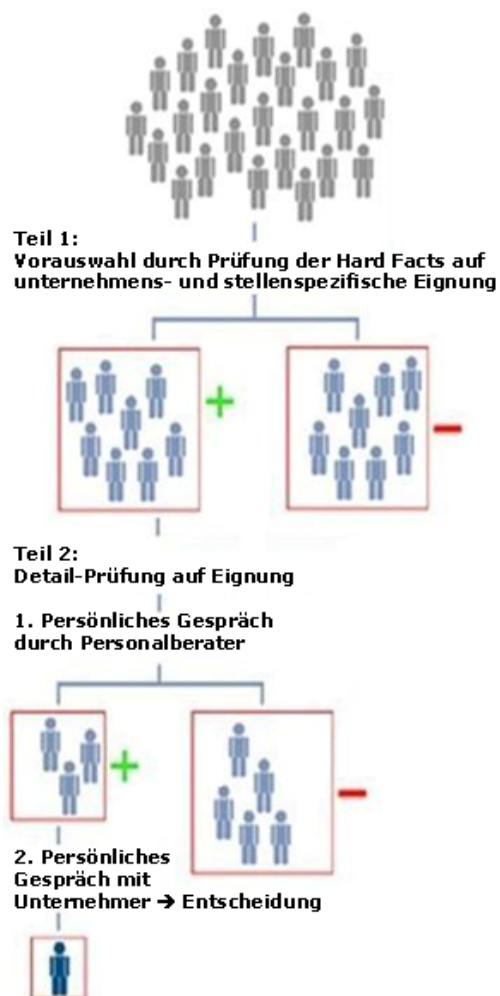 Teil 1:
Vorauswahl durch Prüfung der Hard Facts auf
unternehmens- und stellenspezifische Eignung
+
−
Teil 2:
Detail-Prüfung auf Eignung
1. Persönliches Gespräch
durch Personalberater
+
−
2. Persönliches
Gespräch mit
Unternehmer → Entscheidung